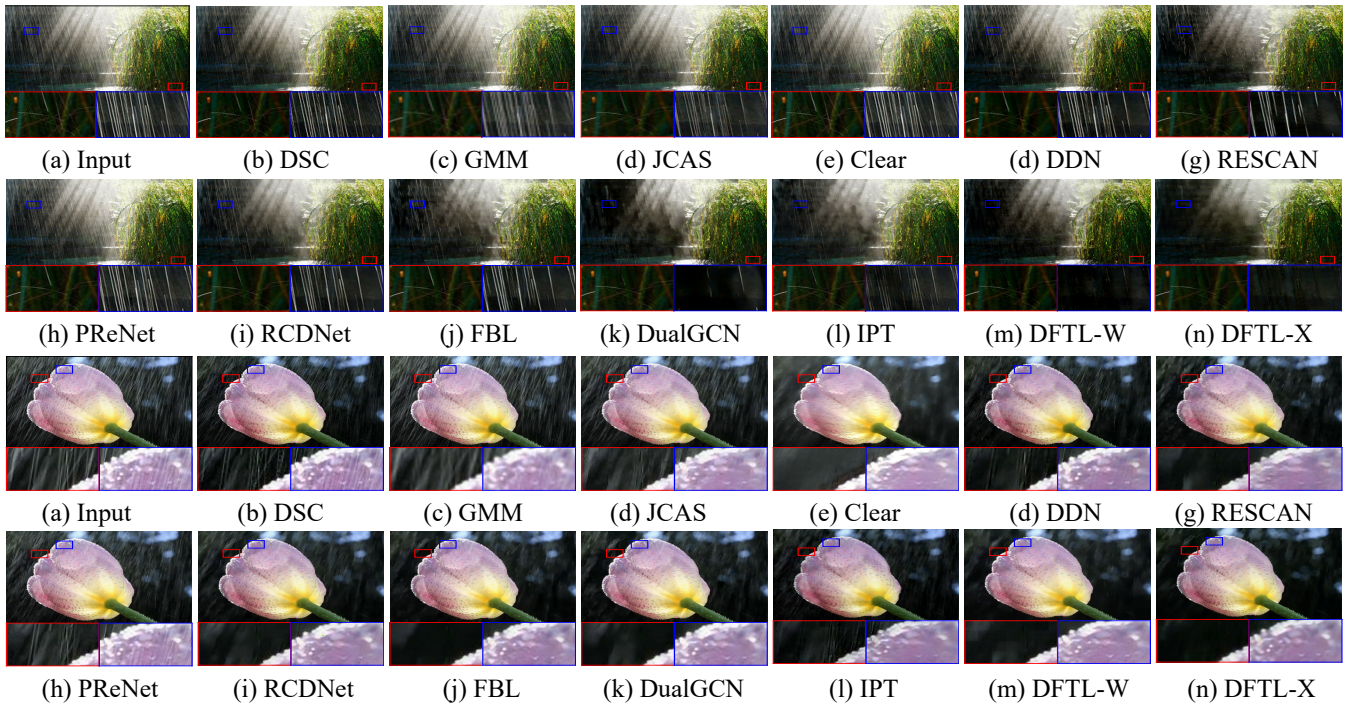 (a) Input (b) DSC (c) GMM (d) JCAS (e) Clear (d) DDN (g) RESCAN
(h) PReNet (i) RCDNet (j) FBL (k) DualGCN (l) IPT (m) DFTL-W (n) DFTL-X
(a) Input (b) DSC (c) GMM (d) JCAS (e) Clear (d) DDN (g) RESCAN
(h) PReNet (i) RCDNet (j) FBL (k) DualGCN (l) IPT (m) DFTL-W (n) DFTL-X